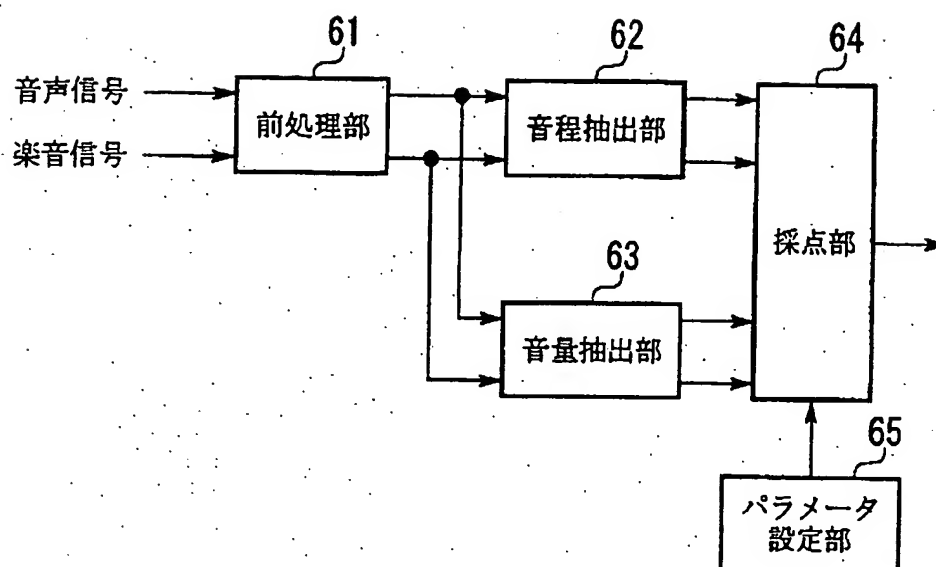 61
62
64
音声信号
前処理部
音程抽出部
楽音信号
採点部
63
音量抽出部
65
パラメータ
設定部